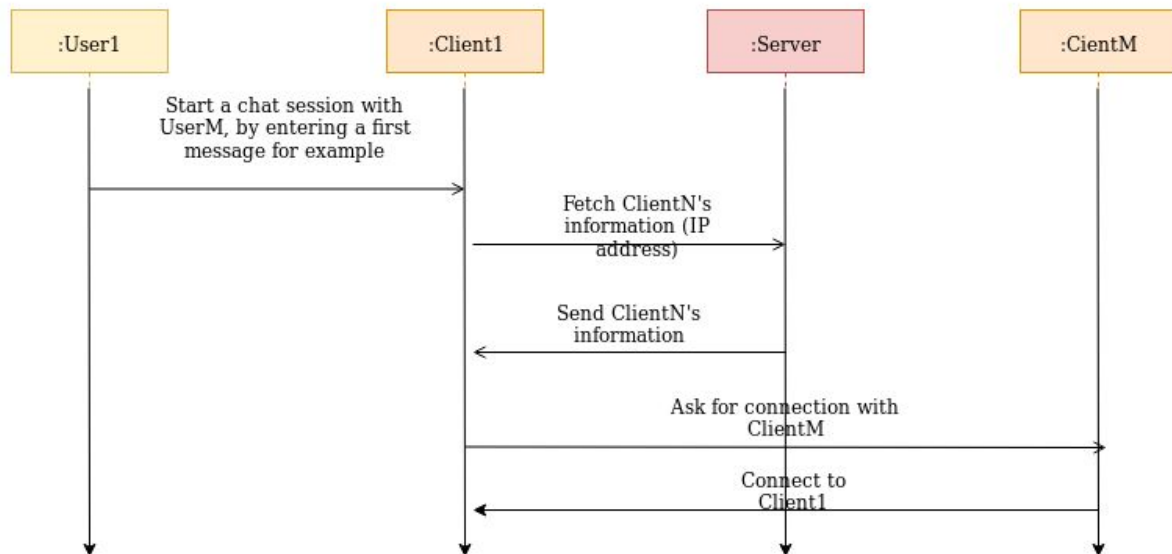 :User1
:Client1
:Server
:CientM
Start a chat session with
UserM, by entering a first
message for example
Fetch ClientN's
information (IP
address)
Send ClientN's
information
Ask for connection with
ClientM
Connect to
Client1